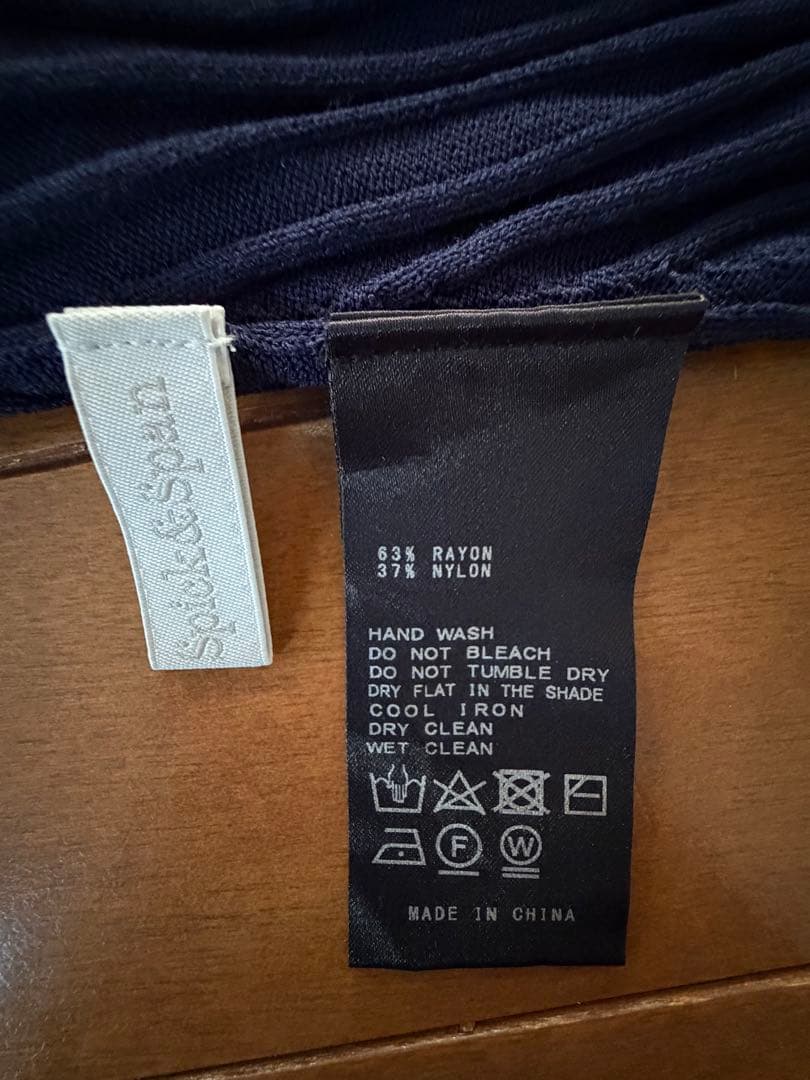 Spick&Span
63% RAYON
37% NYLON
HAND WASH
DO NOT BLEACH
DO NOT TUMBLE DRY
DRY FLAT IN THE SHADE
COOL IRON
DRY CLEAN
WET CLEAN
F W
MADE IN CHINA